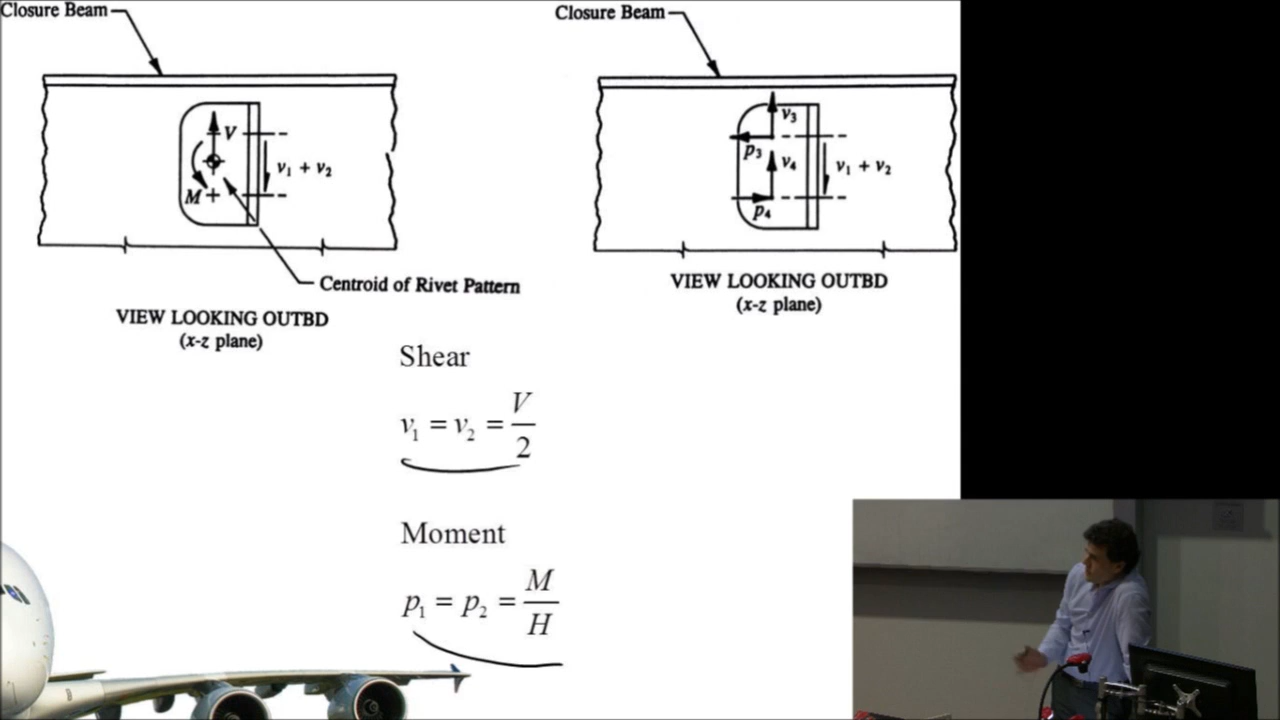 Closure Beam
V
v₁ + v₂
M
Centroid of Rivet Pattern
VIEW LOOKING OUTBD
(x-z plane)
Closure Beam
v₃
p₃
v₄
v₁ + v₂
p₄
VIEW LOOKING OUTBD
(x-z plane)
Shear
v₁ = v₂ = V/2
Moment
p₁ = p₂ = M/H